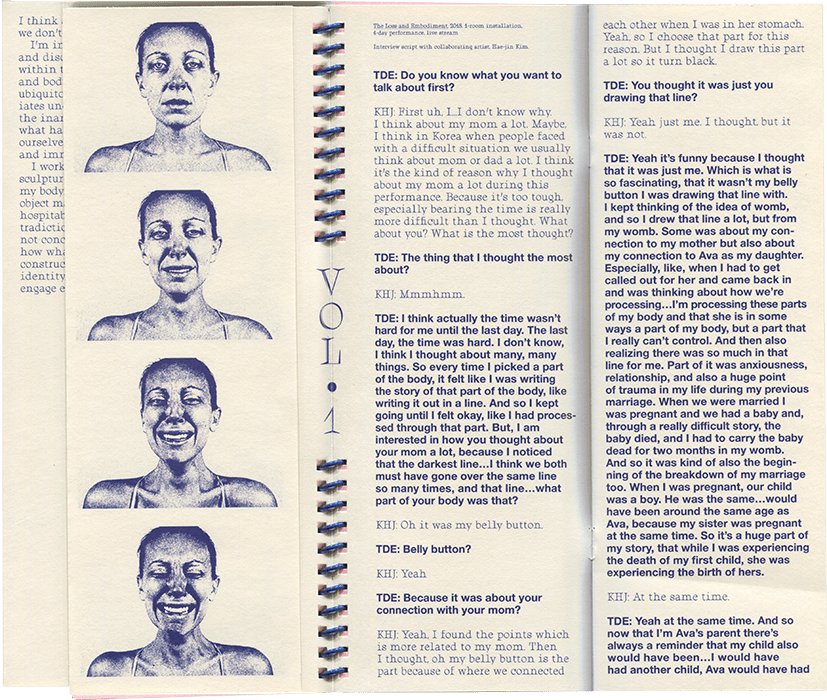 I think
we don't
I'm in
and disc
within t
and bod
ubiquito
iates un
the inan
what ha
ourselve
and imm
I work
sculptur
my body
object m
hospitab
tradictio
not conc
how wha
construc
identity
engage e
VOL • 1
The Loss and Embodiment 2018. 1-room installation,
4-day performance, live stream
Interview script with collaborating artist, Hae-jin Kim.
TDE: Do you know what you want to
talk about first?
KHJ: First uh, I...I don't know why.
I think about my mom a lot. Maybe,
I think in Korea when people faced
with a difficult situation we usually
think about mom or dad a lot. I think
it's the kind of reason why I thought
about my mom a lot during this
performance. Because it's too tough,
especially bearing the time is really
more difficult than I thought. What
about you? What is the most thought?
TDE: The thing that I thought the most
about?
KHJ: Mmmhmm.
TDE: I think actually the time wasn't
hard for me until the last day. The last
day, the time was hard. I don't know,
I think I thought about many, many
things. So every time I picked a part
of the body, it felt like I was writing
the story of that part of the body, like
writing it out in a line. And so I kept
going until I felt okay, like I had proces-
sed through that part. But, I am
interested in how you thought about
your mom a lot, because I noticed
that the darkest line...I think we both
must have gone over the same line
so many times, and that line...what
part of your body was that?
KHJ: Oh it was my belly button.
TDE: Belly button?
KHJ: Yeah
TDE: Because it was about your
connection with your mom?
KHJ: Yeah, I found the points which
is more related to my mom. Then
I thought, oh my belly button is the
part because of where we connected
each other when I was in her stomach.
Yeah, so I choose that part for this
reason. But I thought I draw this part
a lot so it turn black.
TDE: You thought it was just you
drawing that line?
KHJ: Yeah just me. I thought, but it
was not.
TDE: Yeah it's funny because I thought
that it was just me. Which is what is
so fascinating, that it wasn't my belly
button I was drawing that line with.
I kept thinking of the idea of womb,
and so I drew that line a lot, but from
my womb. Some was about my con-
nection to my mother but also about
my connection to Ava as my daughter.
Especially, like, when I had to get
called out for her and came back in
and was thinking about how we're
processing...I'm processing these parts
of my body and that she is in some
ways a part of my body, but a part that
I really can't control. And then also
realizing there was so much in that
line for me. Part of it was anxiousness,
relationship, and also a huge point
of trauma in my life during my previous
marriage. When we were married I
was pregnant and we had a baby and,
through a really difficult story, the
baby died, and I had to carry the baby
dead for two months in my womb.
And so it was kind of also the begin-
ning of the breakdown of my marriage
too. When I was pregnant, our child
was a boy. He was the same...would
have been around the same age as
Ava, because my sister was pregnant
at the same time. So it's a huge part of
my story, that while I was experiencing
the death of my first child, she was
experiencing the birth of hers.
KHJ: At the same time.
TDE: Yeah at the same time. And so
now that I'm Ava's parent there's
always a reminder that my child also
would have been...I would have
had another child, Ava would have had